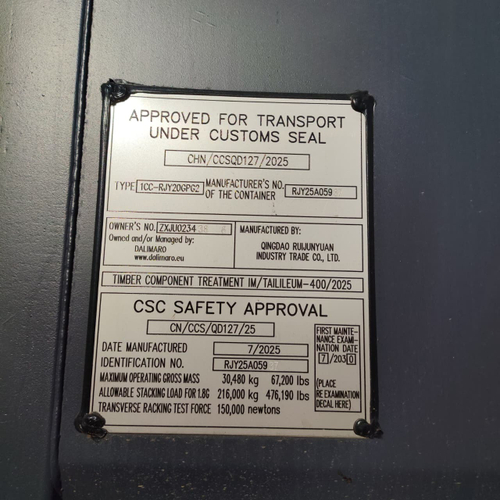 APPROVED FOR TRANSPORT
UNDER CUSTOMS SEAL
CHN/CCSQD127/2025
TYPE 1CC-RJY20GPG2 MANUFACTURER'S NO. OF THE CONTAINER RJY25A059
OWNER'S NO. ZXJU0234
Owned and/or Managed by:
DALIMARO
www.dalimaro.eu
MANUFACTURED BY:
QINGDAO RUIJUNYUAN
INDUSTRY TRADE CO., LTD.
TIMBER COMPONENT TREATMENT IM/TAILILEUM-400/2025
CSC SAFETY APPROVAL
CN/CCS/QD127/25
DATE MANUFACTURED 7/2025
IDENTIFICATION NO. RJY25A059
MAXIMUM OPERATING GROSS MASS 30,480 kg 67,200 lbs
ALLOWABLE STACKING LOAD FOR 1.8G 216,000 kg 476,190 lbs
TRANSVERSE RACKING TEST FORCE 150,000 newtons
FIRST MAINTE-
NANCE EXAMI-
NATION DATE
7/2030
(PLACE
RE EXAMINATION
DECAL HERE)